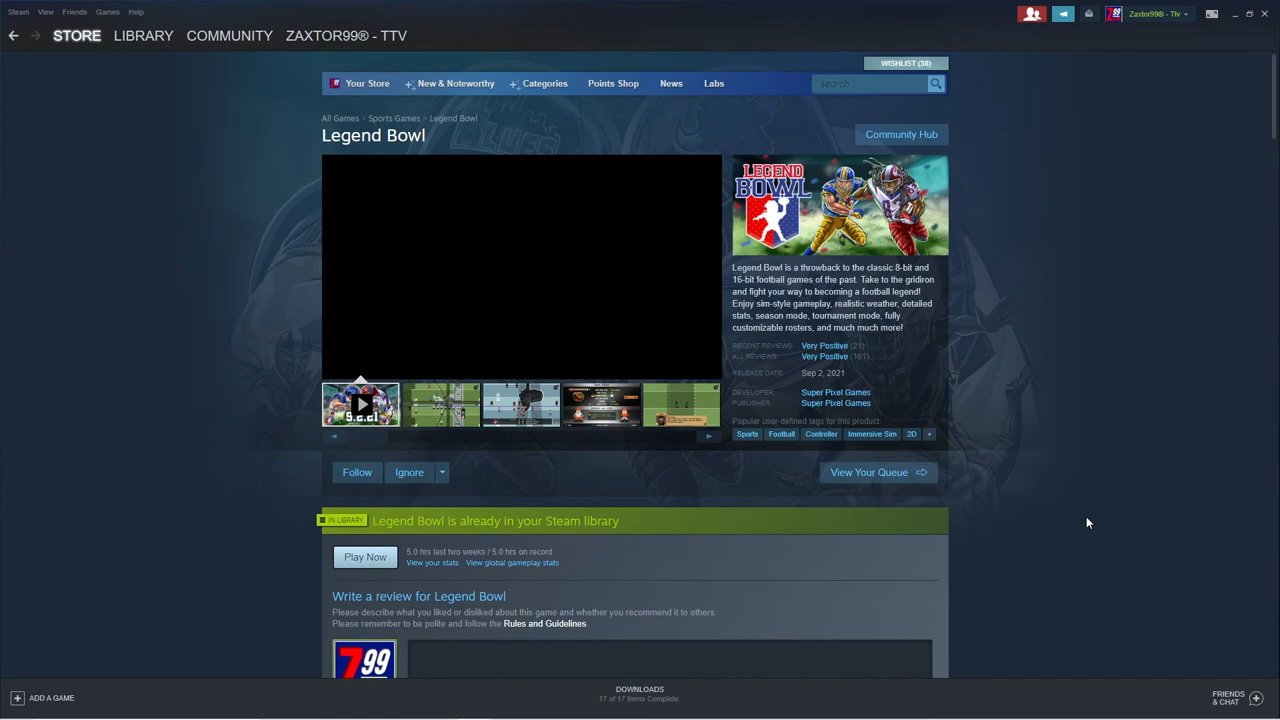 Steam View Friends Games Help
Zaxtor99® - Ttv
STORE LIBRARY COMMUNITY ZAXTOR99® - TTV
WISHLIST (38)
Your Store New & Noteworthy Categories Points Shop News Labs search
All Games > Sports Games > Legend Bowl
Legend Bowl
Community Hub
LEGEND
BOWL
Legend Bowl is a throwback to the classic 8-bit and
16-bit football games of the past. Take to the gridiron
and fight your way to becoming a football legend!
Enjoy sim-style gameplay, realistic weather, detailed
stats, season mode, tournament mode, fully
customizable rosters, and much much more!
RECENT REVIEWS: Very Positive (21)
ALL REVIEWS: Very Positive (161)
RELEASE DATE: Sep 2, 2021
DEVELOPER: Super Pixel Games
PUBLISHER: Super Pixel Games
Popular user-defined tags for this product:
Sports Football Controller Immersive Sim 2D +
9.2.21
Follow Ignore View Your Queue
IN LIBRARY Legend Bowl is already in your Steam library
Play Now
5.0 hrs last two weeks / 5.0 hrs on record
View your stats View global gameplay stats
Write a review for Legend Bowl
Please describe what you liked or disliked about this game and whether you recommend it to others.
Please remember to be polite and follow the Rules and Guidelines.
7.99
ADD A GAME
DOWNLOADS
17 of 17 Items Complete
FRIENDS
& CHAT